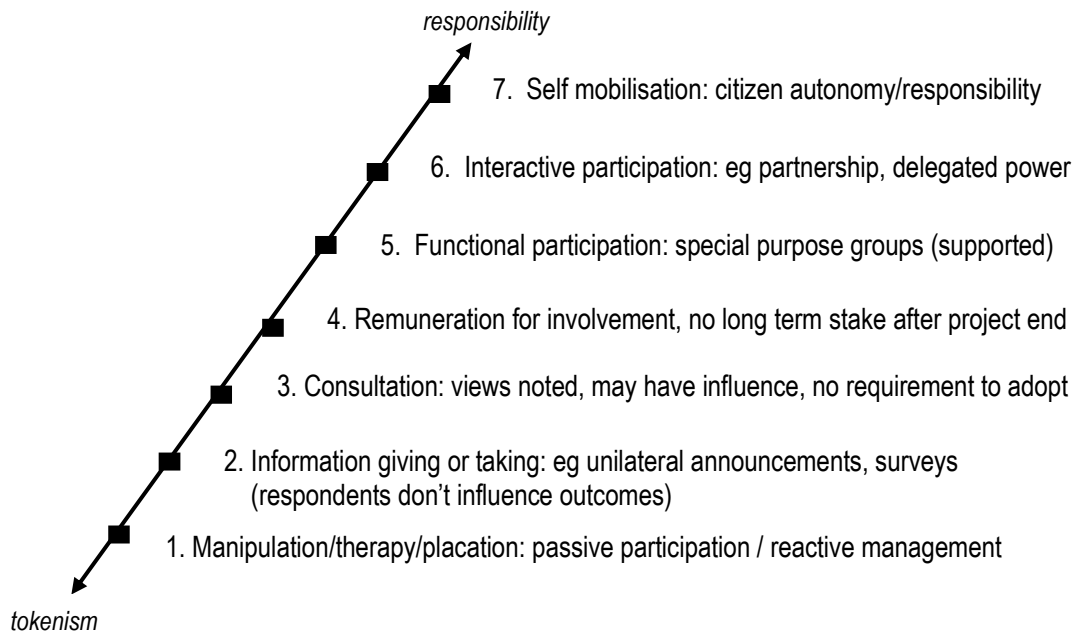 responsibility
7. Self mobilisation: citizen autonomy/responsibility
6. Interactive participation: eg partnership, delegated power
5. Functional participation: special purpose groups (supported)
4. Remuneration for involvement, no long term stake after project end
3. Consultation: views noted, may have influence, no requirement to adopt
2. Information giving or taking: eg unilateral announcements, surveys
(respondents don’t influence outcomes)
1. Manipulation/therapy/placation: passive participation / reactive management
tokenism